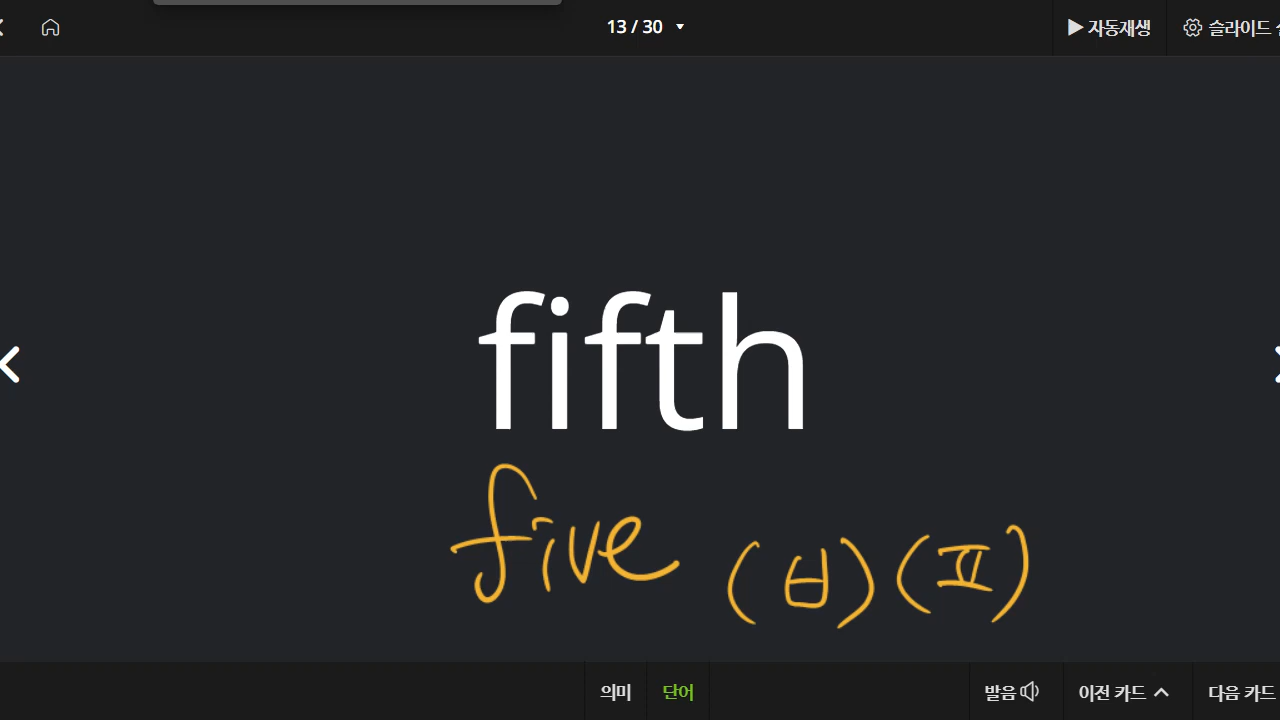 13 / 30
자동재생
슬라이드
fifth
five (ㅂ) (ㅍ)
의미
단어
발음
이전 카드
다음 카드